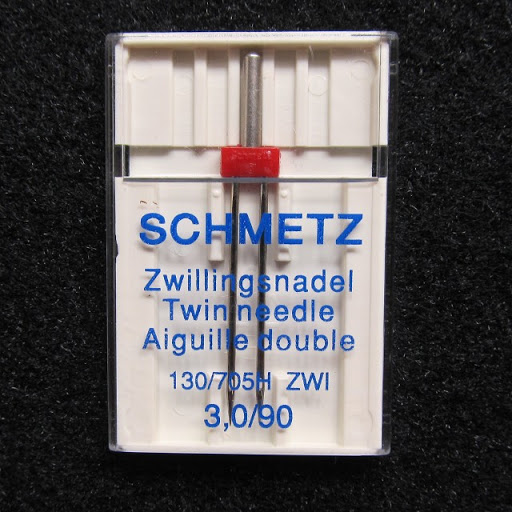 SCHMETZ
Zwillingsnadel
Twin needle
Aiguille double
130/705H ZWI
3,0/90